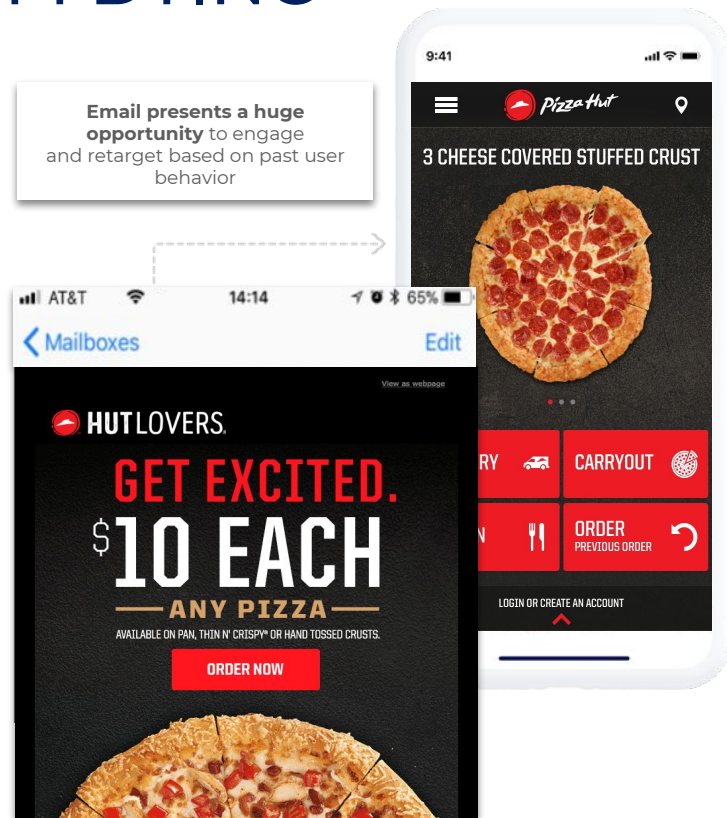 Email presents a huge
opportunity to engage
and retarget based on past user
behavior
9:41
Pizza Hut
3 CHEESE COVERED STUFFED CRUST
RY
CARRYOUT
N
ORDER
PREVIOUS ORDER
LOGIN OR CREATE AN ACCOUNT
AT&T
14:14
65%
Mailboxes
Edit
View as webpage
HUTLOVERS®
GET EXCITED.
$10 EACH
ANY PIZZA
AVAILABLE ON PAN, THIN N' CRISPY® OR HAND TOSSED CRUSTS.
ORDER NOW